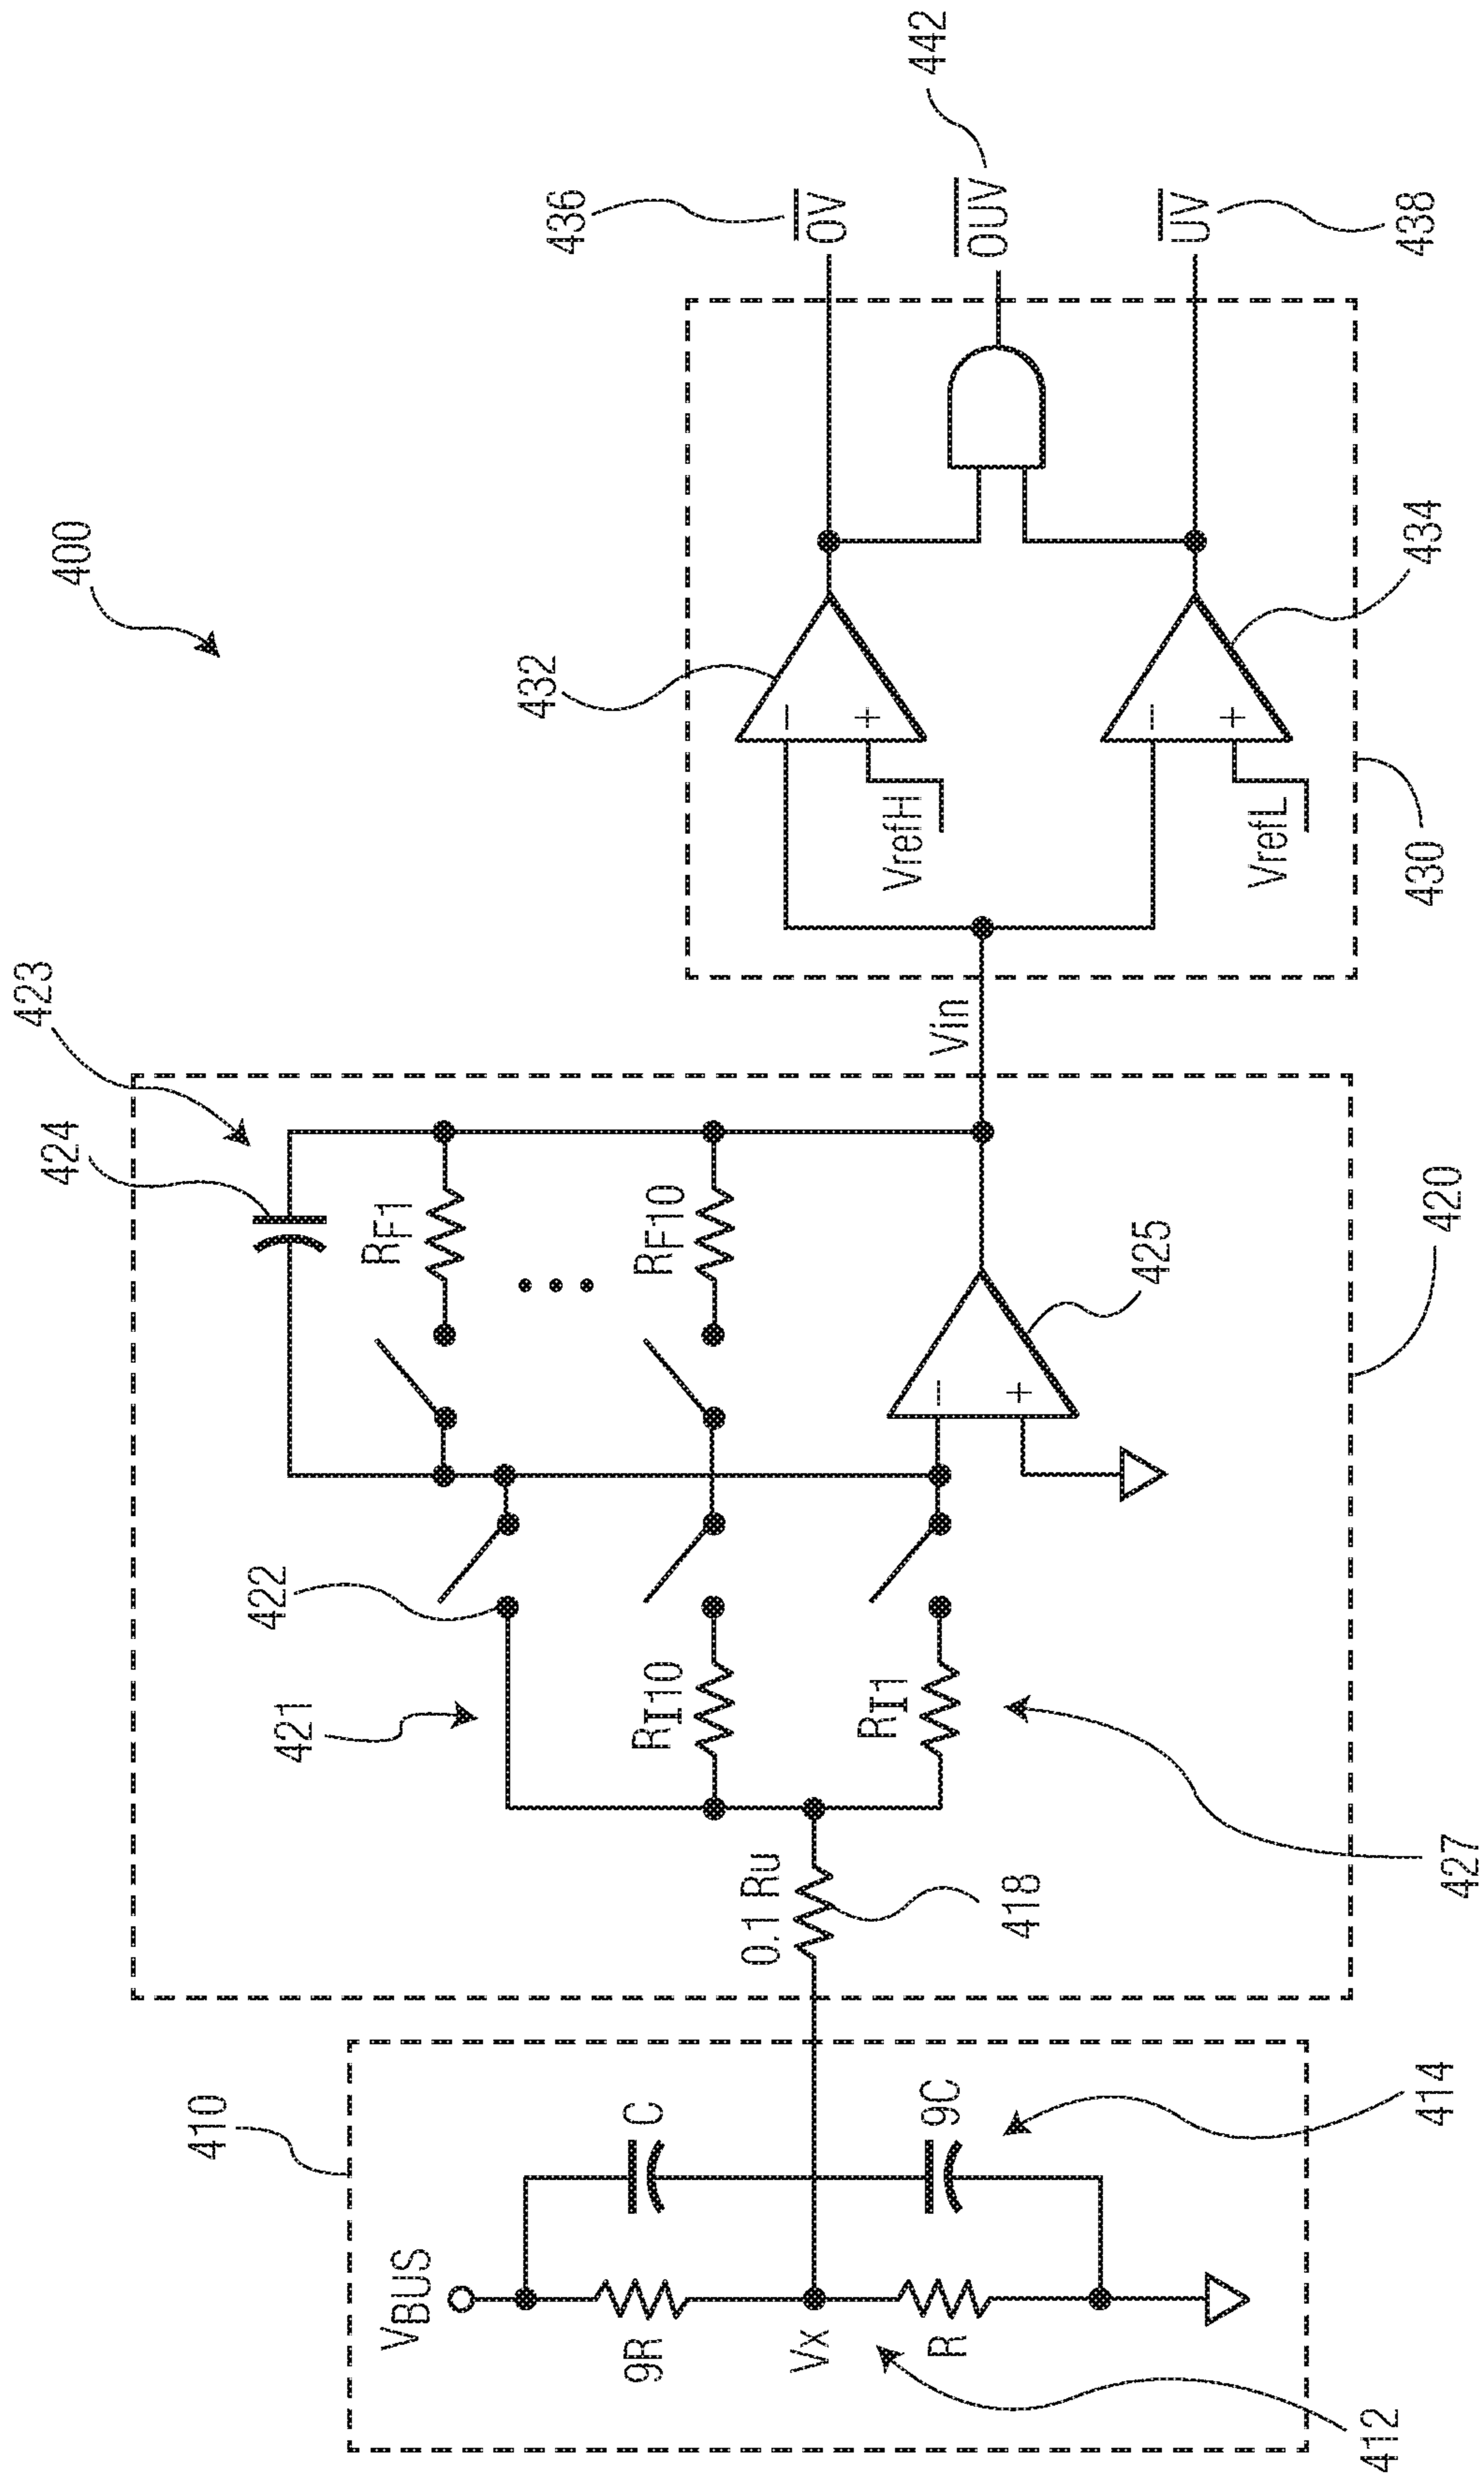 400
410
VBUS
9R
Vx
R
C
9C
412
414
0.1 Ru
418
420
421
422
423
424
RF1
RF10
RI10
RI1
-
+
425
427
Vin
430
432
-
+
VrefH
434
-
+
VrefL
OV
436
OUV
442
UV
438